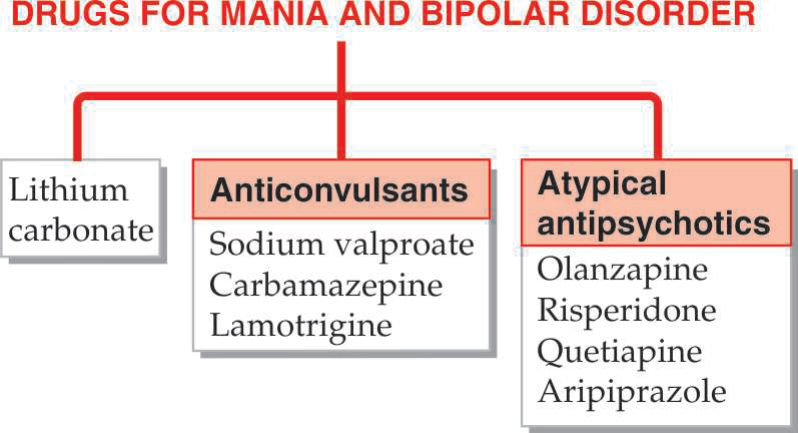 DRUGS FOR MANIA AND BIPOLAR DISORDER
Lithium
carbonate
Anticonvulsants
Sodium valproate
Carbamazepine
Lamotrigine
Atypical
antipsychotics
Olanzapine
Risperidone
Quetiapine
Aripiprazole